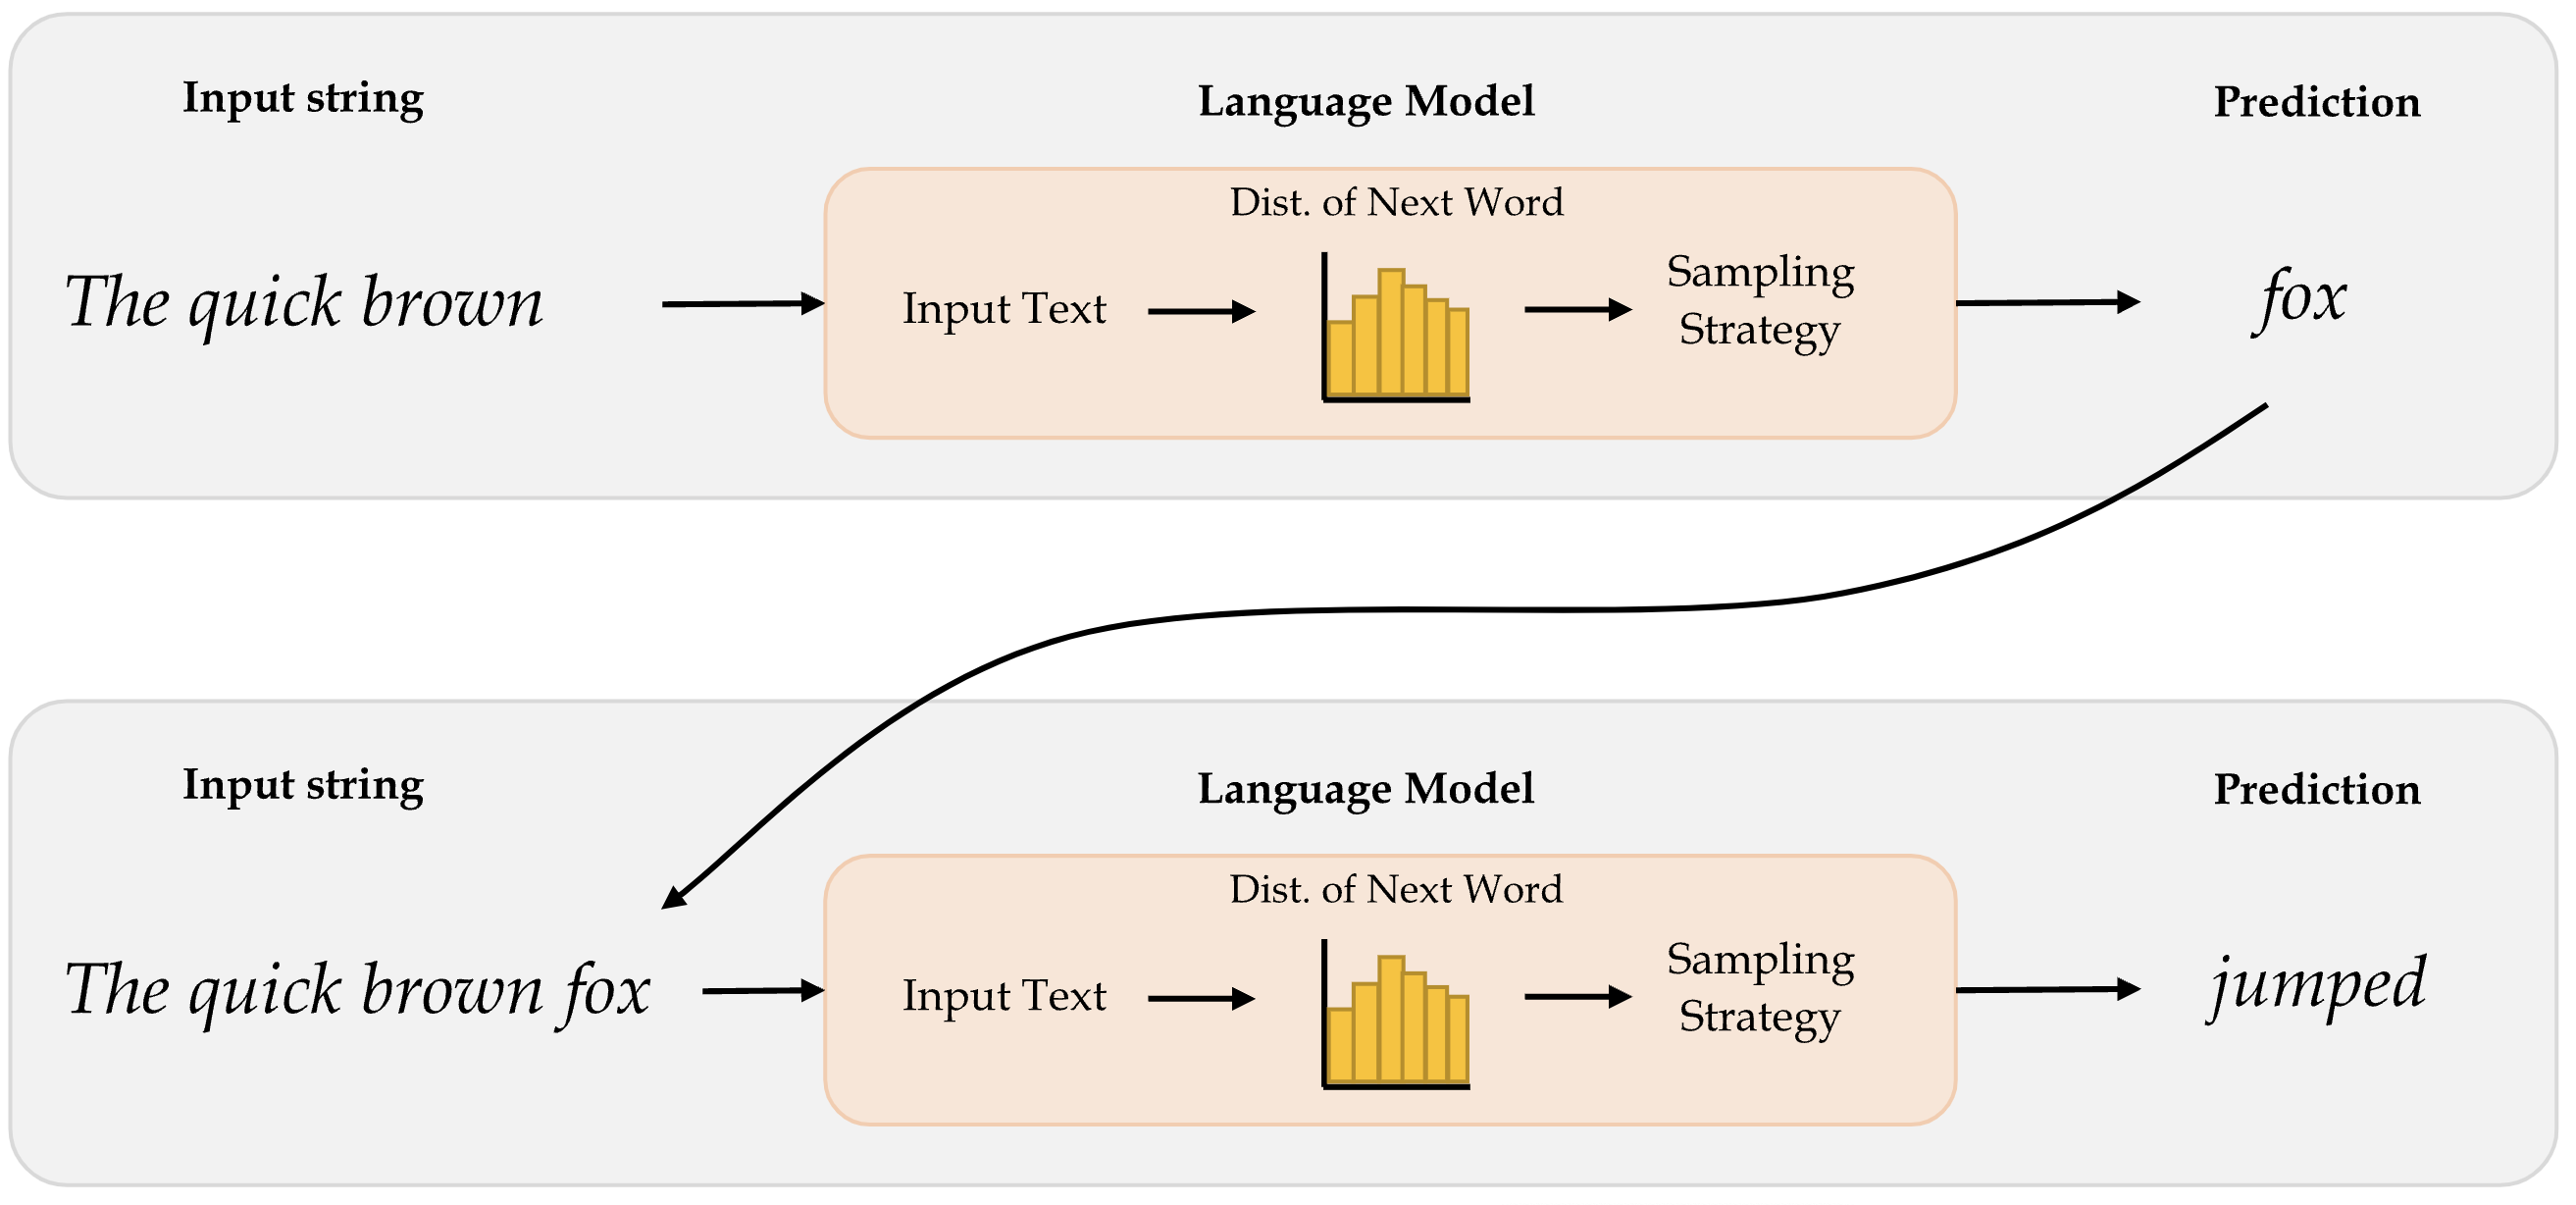 Input string
Language Model
Prediction
Dist. of Next Word
The quick brown
Input Text
Sampling
Strategy
fox
Input string
Language Model
Prediction
Dist. of Next Word
The quick brown fox
Input Text
Sampling
Strategy
jumped